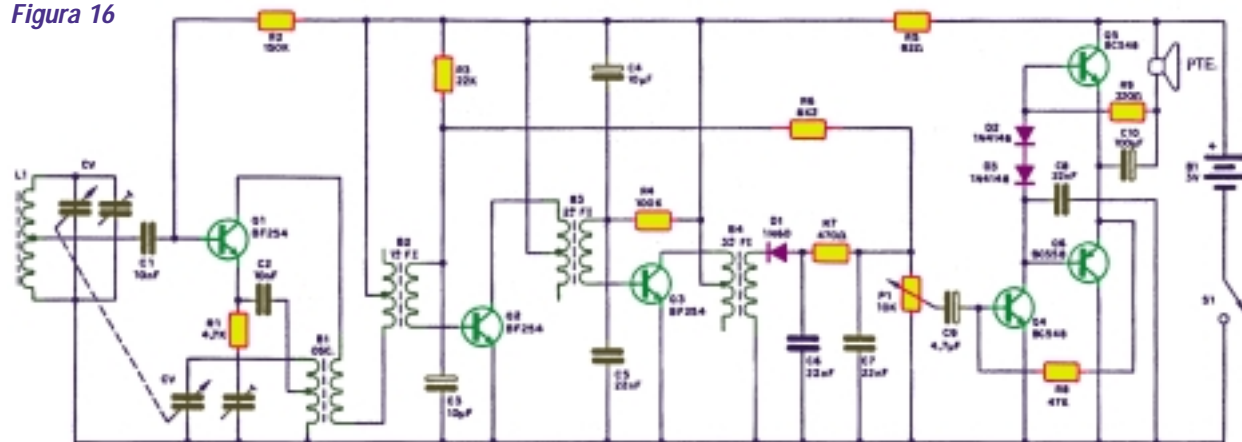 Figura 16
R2
150K
R3
22K
C4
10µF
R5
82Ω
Q5
BC548
PTE.
R6
8K2
R9
220Ω
D2
1N4148
D3
1N4148
C10
100µF
C8
22nF
B1
3V
L1
CV
C1
10nF
Q1
BF254
C2
10nF
R1
4,7K
B1
OSC.
CV
B2
1ª FI
B3
2ª FI
R4
100K
B4
3ª FI
D1
1N60
R7
470Ω
P1
10K
C9
4,7µF
Q6
BC558
Q4
BC548
R8
47K
S1
Q2
BF254
Q3
BF254
C3
10µF
C5
22nF
C6
22nF
C7
22nF